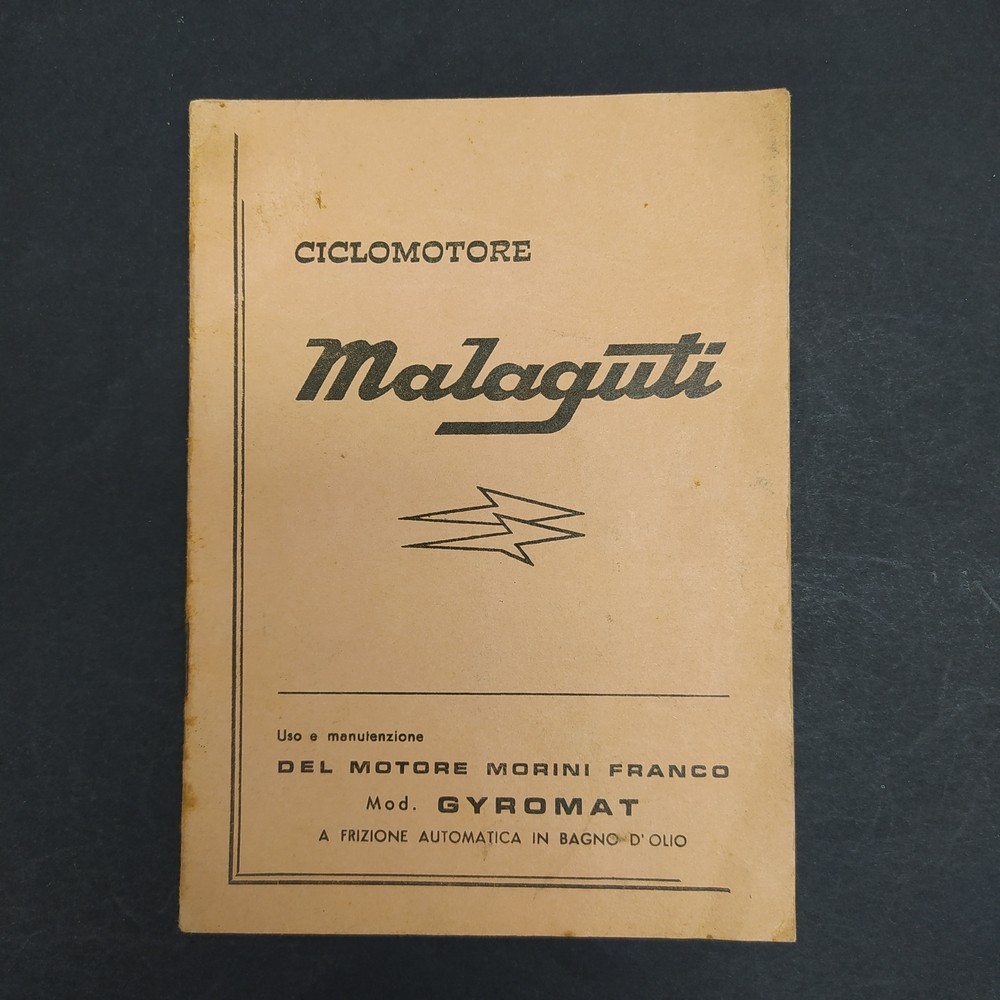 CICLOMOTORE
Malaguti
Uso e manutenzione
DEL MOTORE MORINI FRANCO
Mod. GYROMAT
A FRIZIONE AUTOMATICA IN BAGNO D'OLIO